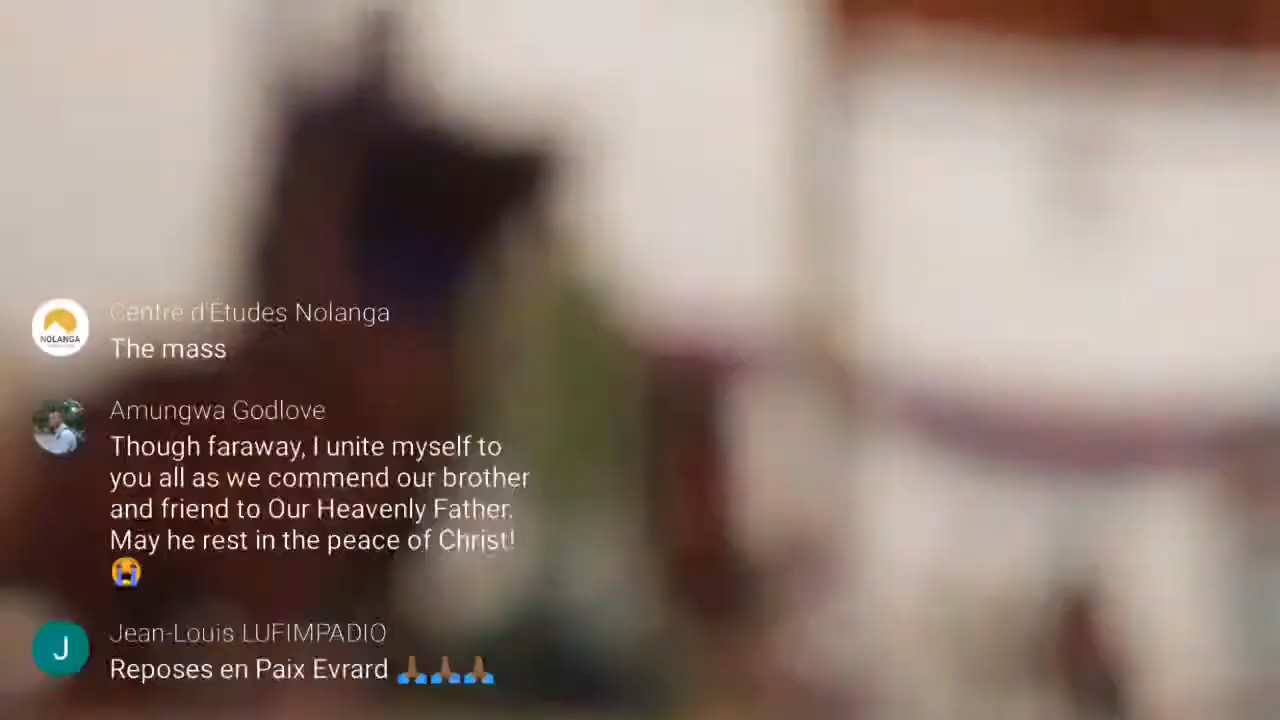 Centre d'Études Nolanga
NOLANGA
The mass
Amungwa Godlove
Though faraway, I unite myself to
you all as we commend our brother
and friend to Our Heavenly Father.
May he rest in the peace of Christ!
😭
J
Jean-Louis LUFIMPADIO
Reposes en Paix Evrard 🙏🏾🙏🏾🙏🏾